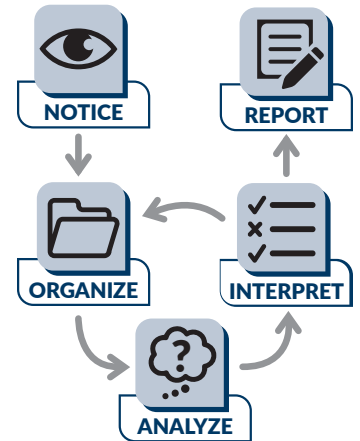 NOTICE
REPORT
ORGANIZE
INTERPRET
ANALYZE
?